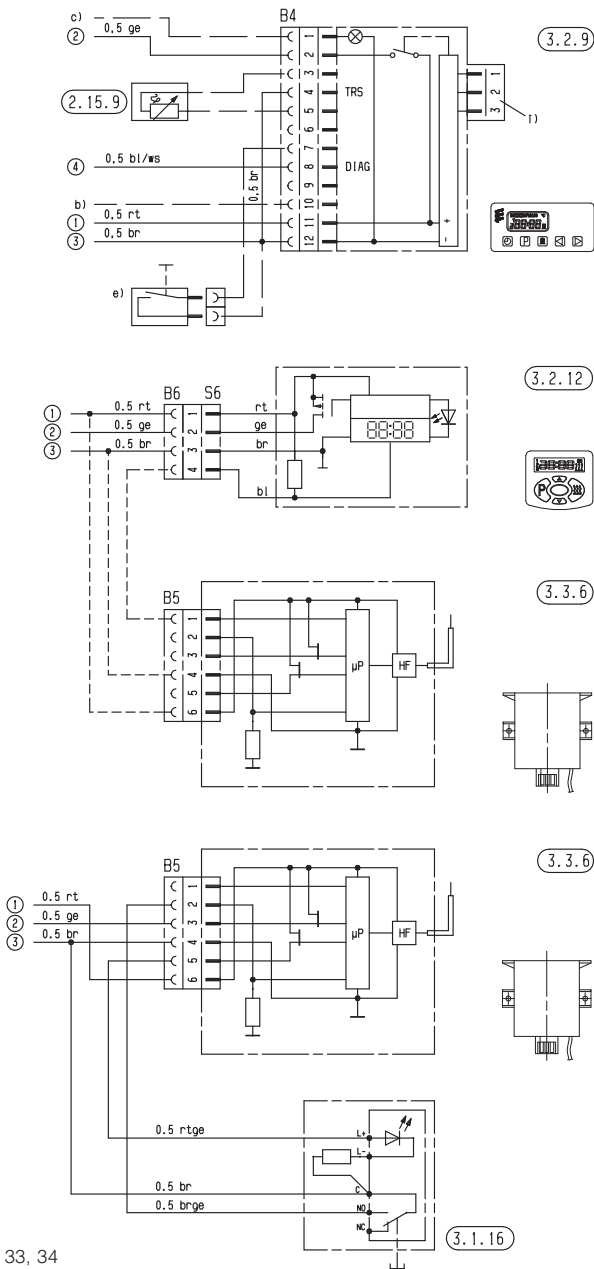 c)
B4
② 0,5 ge
1
2
3
4
5
6
7
8
9
10
11
12
TRS
DIAG
+
-
1
2
3
i)
3.2.9
2.15.9
④ 0,5 bl/ws
0,5 br
b)
① 0,5 rt
③ 0,5 br
e)
P
B6 S6
3.2.12
① 0.5 rt 1 rt
② 0.5 ge 2 ge
③ 0.5 br 3 br
4
bl
88:88
P
B5
3.3.6
1
2
3
4
5
6
µP
HF
B5
3.3.6
① 0.5 rt
② 0.5 ge
③ 0.5 br
1
2
3
4
5
6
µP
HF
0.5 rtge
L+
L-
0.5 br
C
0.5 brge
NO
NC
3.1.16
33, 34